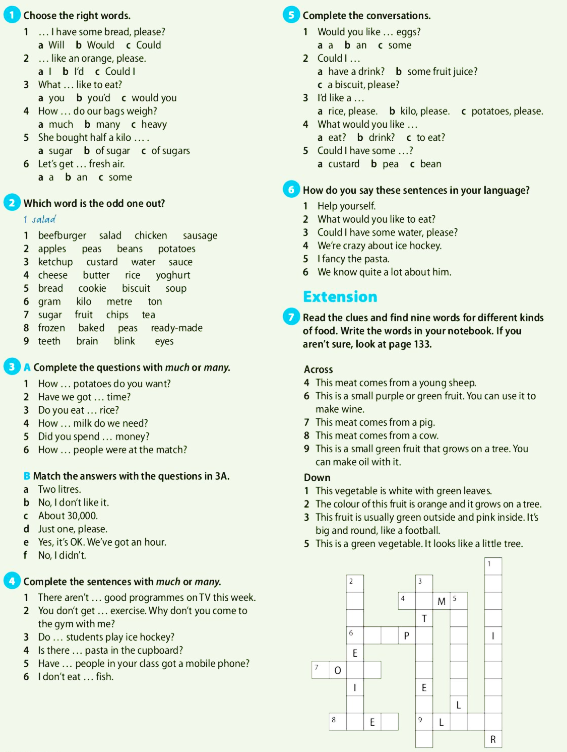 1 Choose the right words.
1 … I have some bread, please?
a Will b Would c Could
2 … like an orange, please.
a I b I'd c Could I
3 What … like to eat?
a you b you'd c would you
4 How … do our bags weigh?
a much b many c heavy
5 She bought half a kilo … .
a sugar b of sugar c of sugars
6 Let's get … fresh air.
a a b an c some
2 Which word is the odd one out?
1 salad
1 beefburger salad chicken sausage
2 apples peas beans potatoes
3 ketchup custard water sauce
4 cheese butter rice yoghurt
5 bread cookie biscuit soup
6 gram kilo metre ton
7 sugar fruit chips tea
8 frozen baked peas ready-made
9 teeth brain blink eyes
3 A Complete the questions with much or many.
1 How … potatoes do you want?
2 Have we got … time?
3 Do you eat … rice?
4 How … milk do we need?
5 Did you spend … money?
6 How … people were at the match?
B Match the answers with the questions in 3A.
a Two litres.
b No, I don't like it.
c About 30,000.
d Just one, please.
e Yes, it's OK. We've got an hour.
f No, I didn't.
4 Complete the sentences with much or many.
1 There aren't … good programmes on TV this week.
2 You don't get … exercise. Why don't you come to
the gym with me?
3 Do … students play ice hockey?
4 Is there … pasta in the cupboard?
5 Have … people in your class got a mobile phone?
6 I don't eat … fish.
5 Complete the conversations.
1 Would you like … eggs?
a a b an c some
2 Could I …
a have a drink? b some fruit juice?
c a biscuit, please?
3 I'd like a …
a rice, please. b kilo, please. c potatoes, please.
4 What would you like …
a eat? b drink? c to eat?
5 Could I have some …?
a custard b pea c bean
6 How do you say these sentences in your language?
1 Help yourself.
2 What would you like to eat?
3 Could I have some water, please?
4 We're crazy about ice hockey.
5 I fancy the pasta.
6 We know quite a lot about him.
Extension
7 Read the clues and find nine words for different kinds
of food. Write the words in your notebook. If you
aren't sure, look at page 133.
Across
4 This meat comes from a young sheep.
6 This is a small purple or green fruit. You can use it to
make wine.
7 This meat comes from a pig.
8 This meat comes from a cow.
9 This is a small green fruit that grows on a tree. You
can make oil with it.
Down
1 This vegetable is white with green leaves.
2 The colour of this fruit is orange and it grows on a tree.
3 This fruit is usually green outside and pink inside. It's
big and round, like a football.
5 This is a green vegetable. It looks like a little tree.
1
2 3
4 M 5
T
6 P I
E
7 O
I E
L
8 E 9 L
R